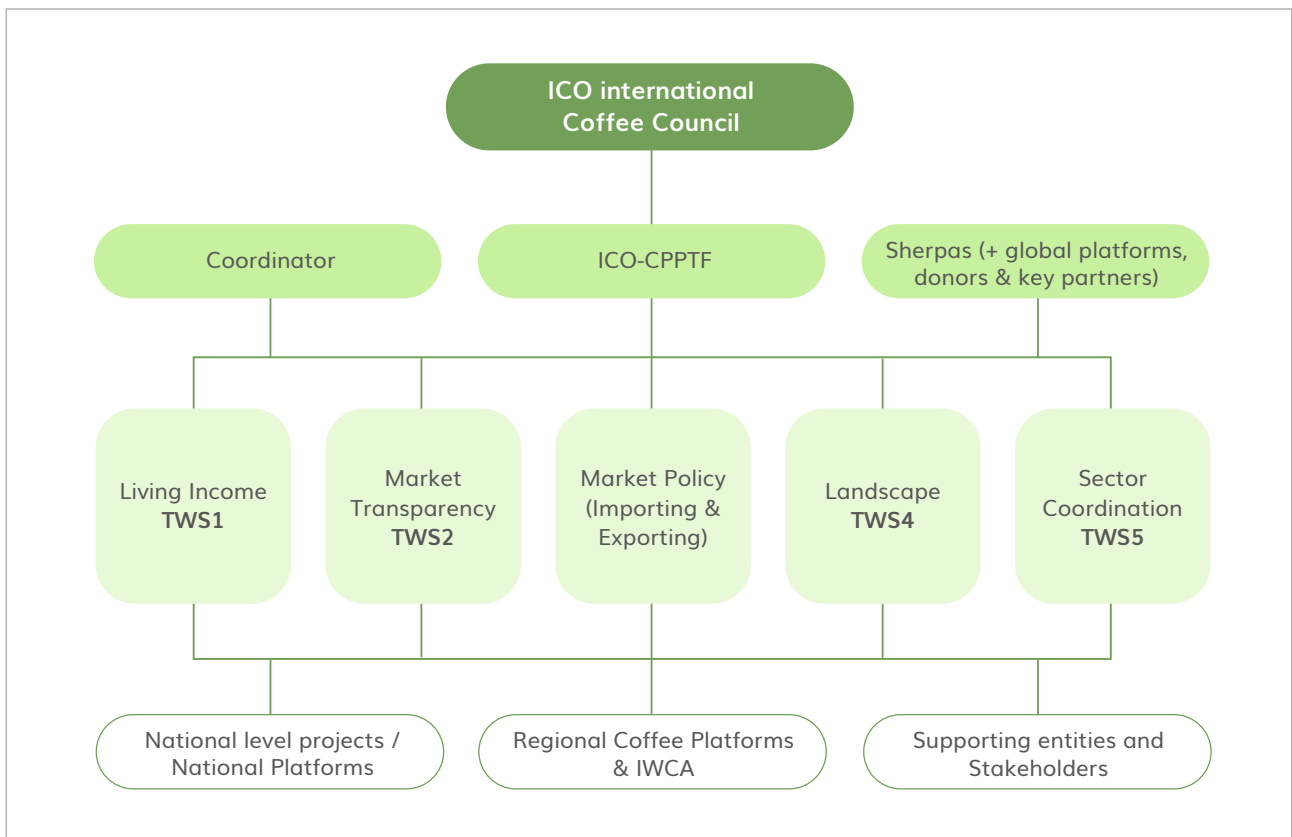 ICO international
Coffee Council
Coordinator
ICO-CPPTF
Sherpas (+ global platforms,
donors & key partners)
Living Income
TWS1
Market
Transparency
TWS2
Market Policy
(Importing &
Exporting)
Landscape
TWS4
Sector
Coordination
TWS5
National level projects /
National Platforms
Regional Coffee Platforms
& IWCA
Supporting entities and
Stakeholders